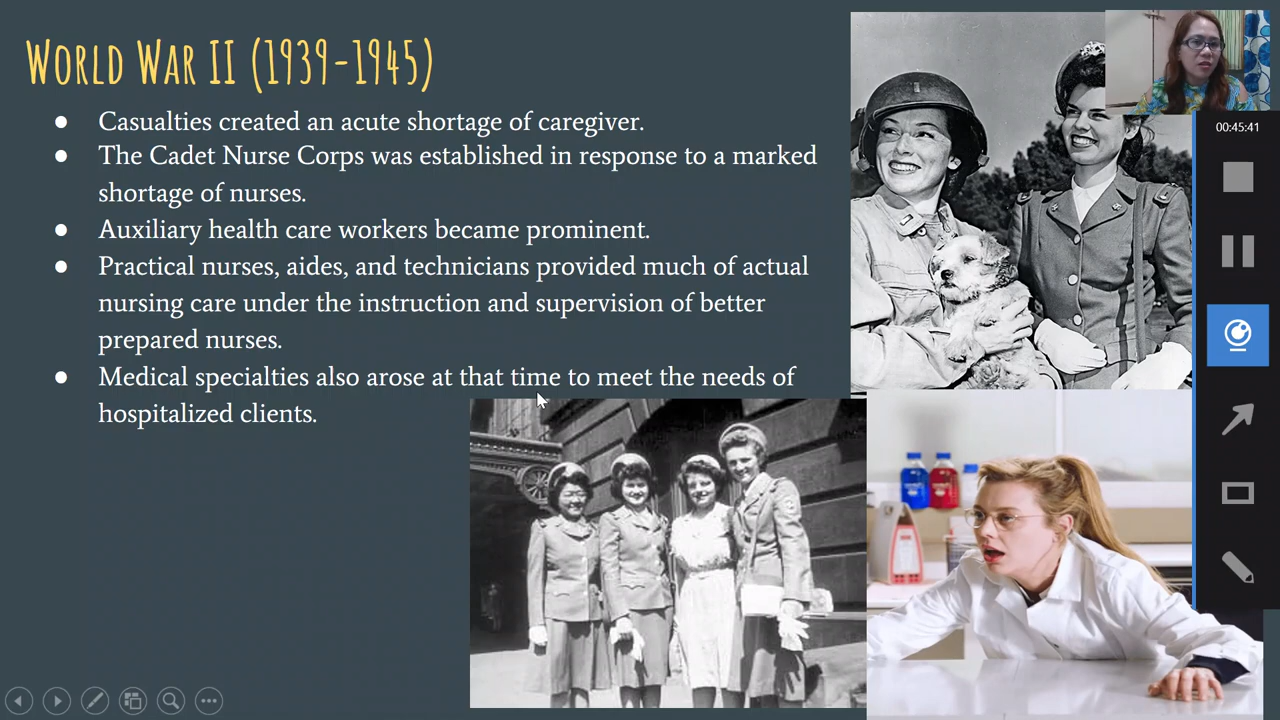 World War II (1939-1945)
● Casualties created an acute shortage of caregiver.
● The Cadet Nurse Corps was established in response to a marked
shortage of nurses.
● Auxiliary health care workers became prominent.
● Practical nurses, aides, and technicians provided much of actual
nursing care under the instruction and supervision of better
prepared nurses.
● Medical specialties also arose at that time to meet the needs of
hospitalized clients.
00:45:41